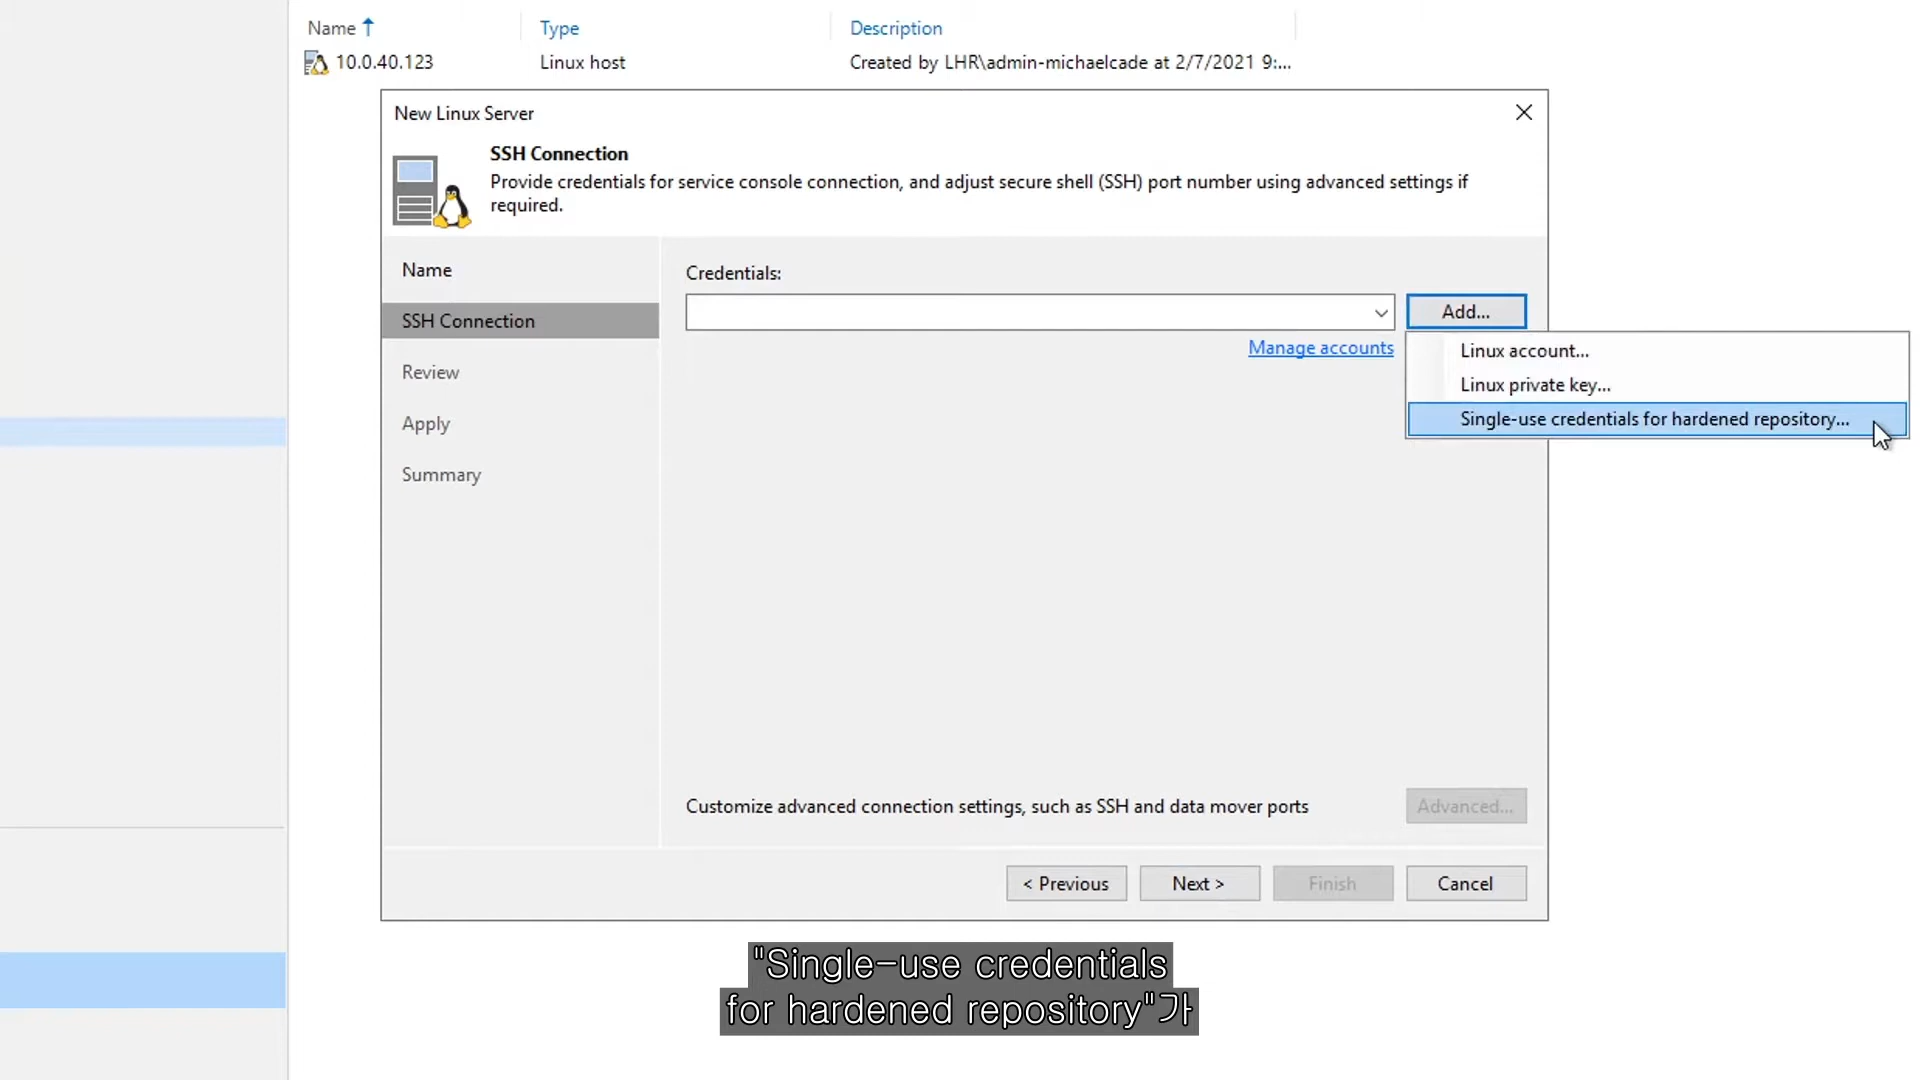 Name Type Description
10.0.40.123 Linux host Created by LHR\admin-michaelcade at 2/7/2021 9:...
New Linux Server
SSH Connection
Provide credentials for service console connection, and adjust secure shell (SSH) port number using advanced settings if
required.
Name
SSH Connection
Review
Apply
Summary
Credentials:
Add...
Manage accounts
Linux account...
Linux private key...
Single-use credentials for hardened repository...
Customize advanced connection settings, such as SSH and data mover ports
Advanced...
< Previous Next > Finish Cancel
"Single-use credentials
for hardened repository"가